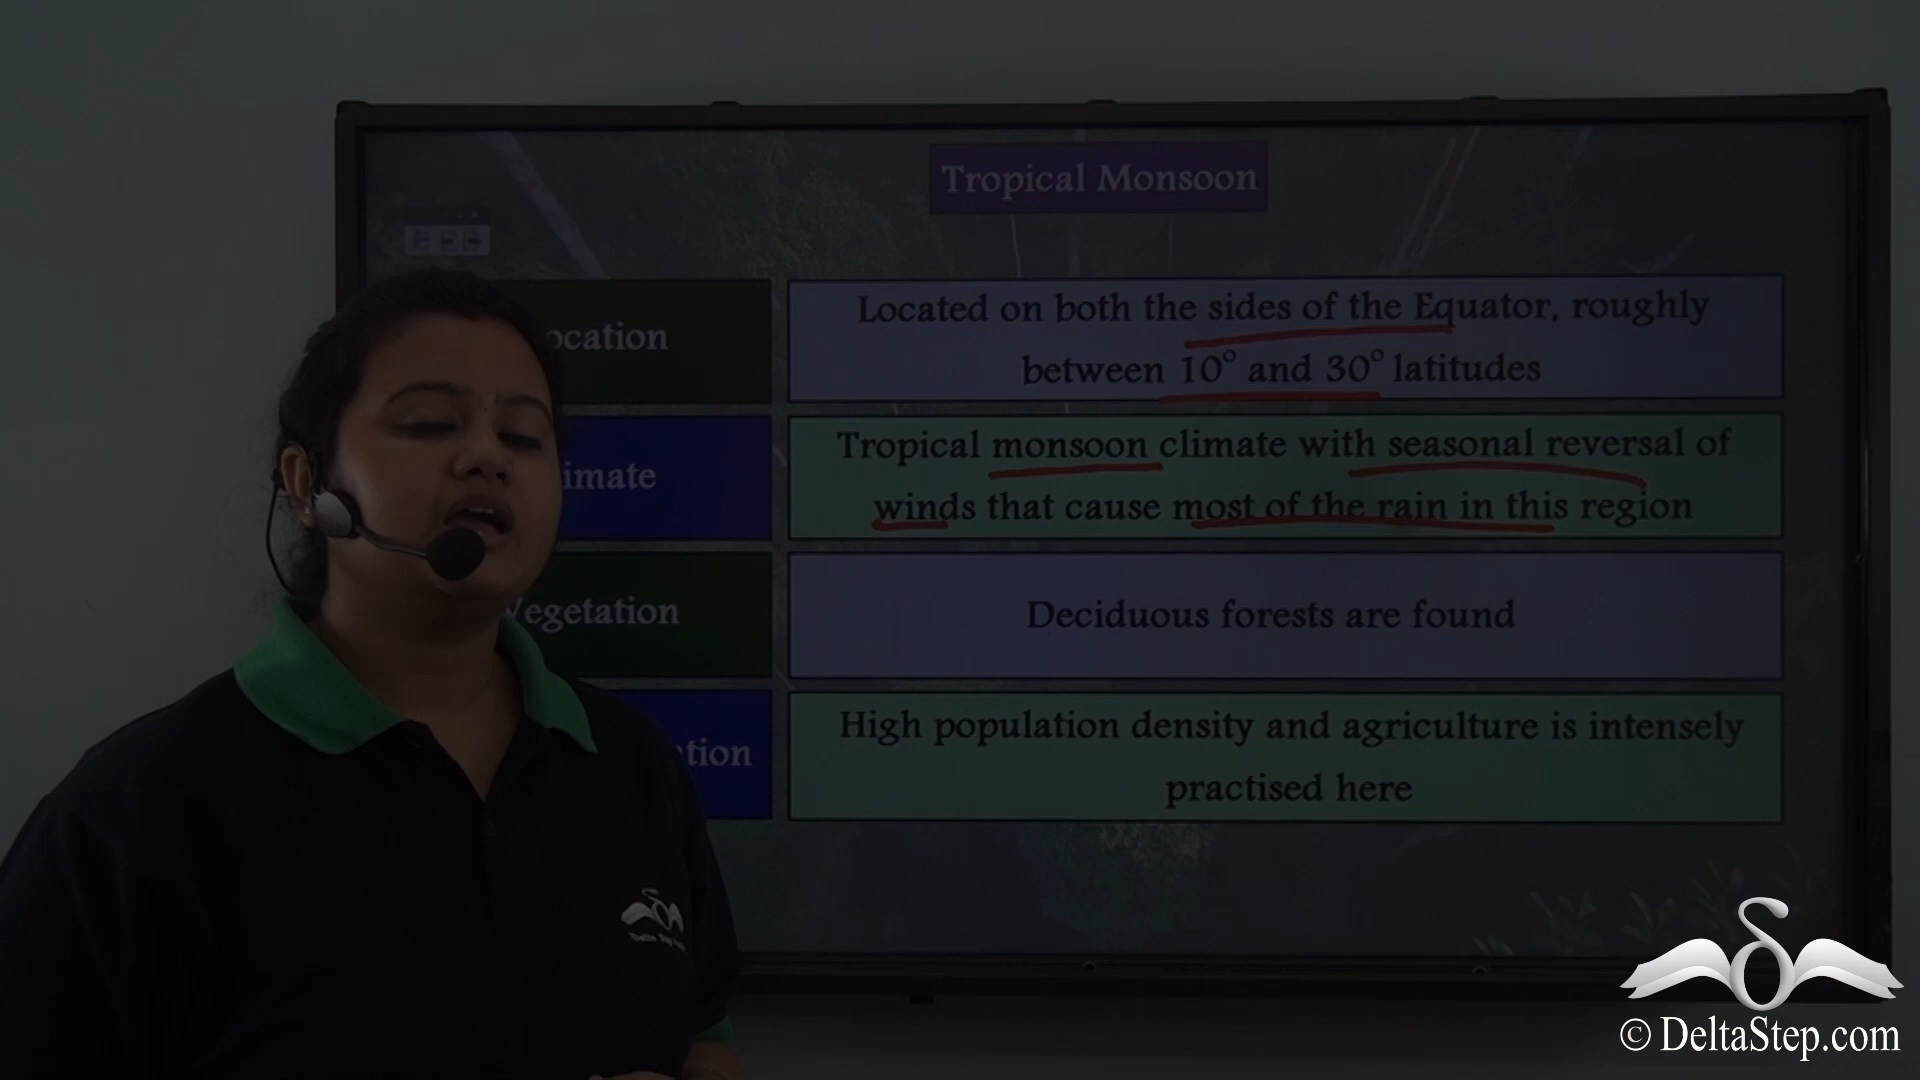 Tropical Monsoon
ocation
Located on both the sides of the Equator, roughly
between 10° and 30° latitudes
imate
Tropical monsoon climate with seasonal reversal of
winds that cause most of the rain in this region
Vegetation
Deciduous forests are found
tion
High population density and agriculture is intensely
practised here
© DeltaStep.com